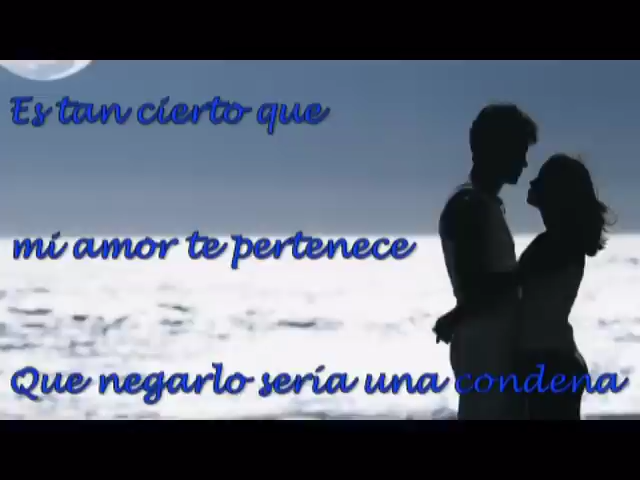 Es tan cierto que
mi amor te pertenece
Que negarlo sería una condena